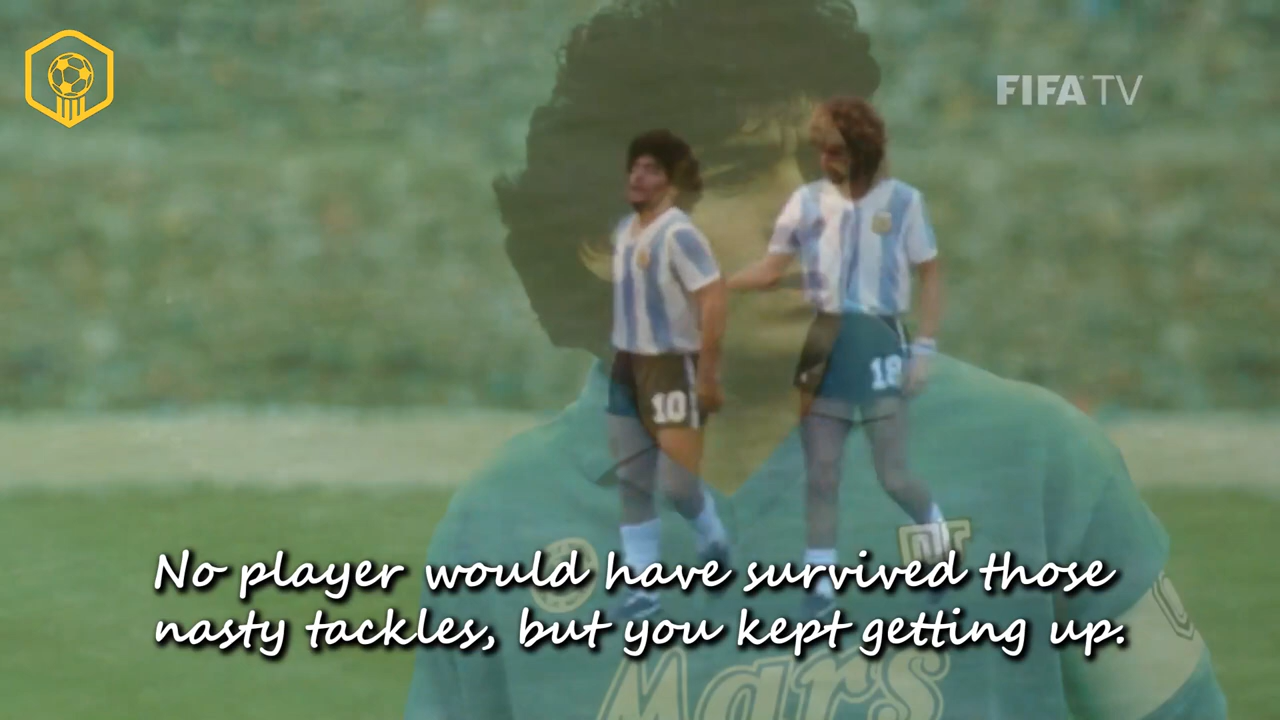 FIFA TV
10
18
No player would have survived those
nasty tackles, but you kept getting up.
Mars